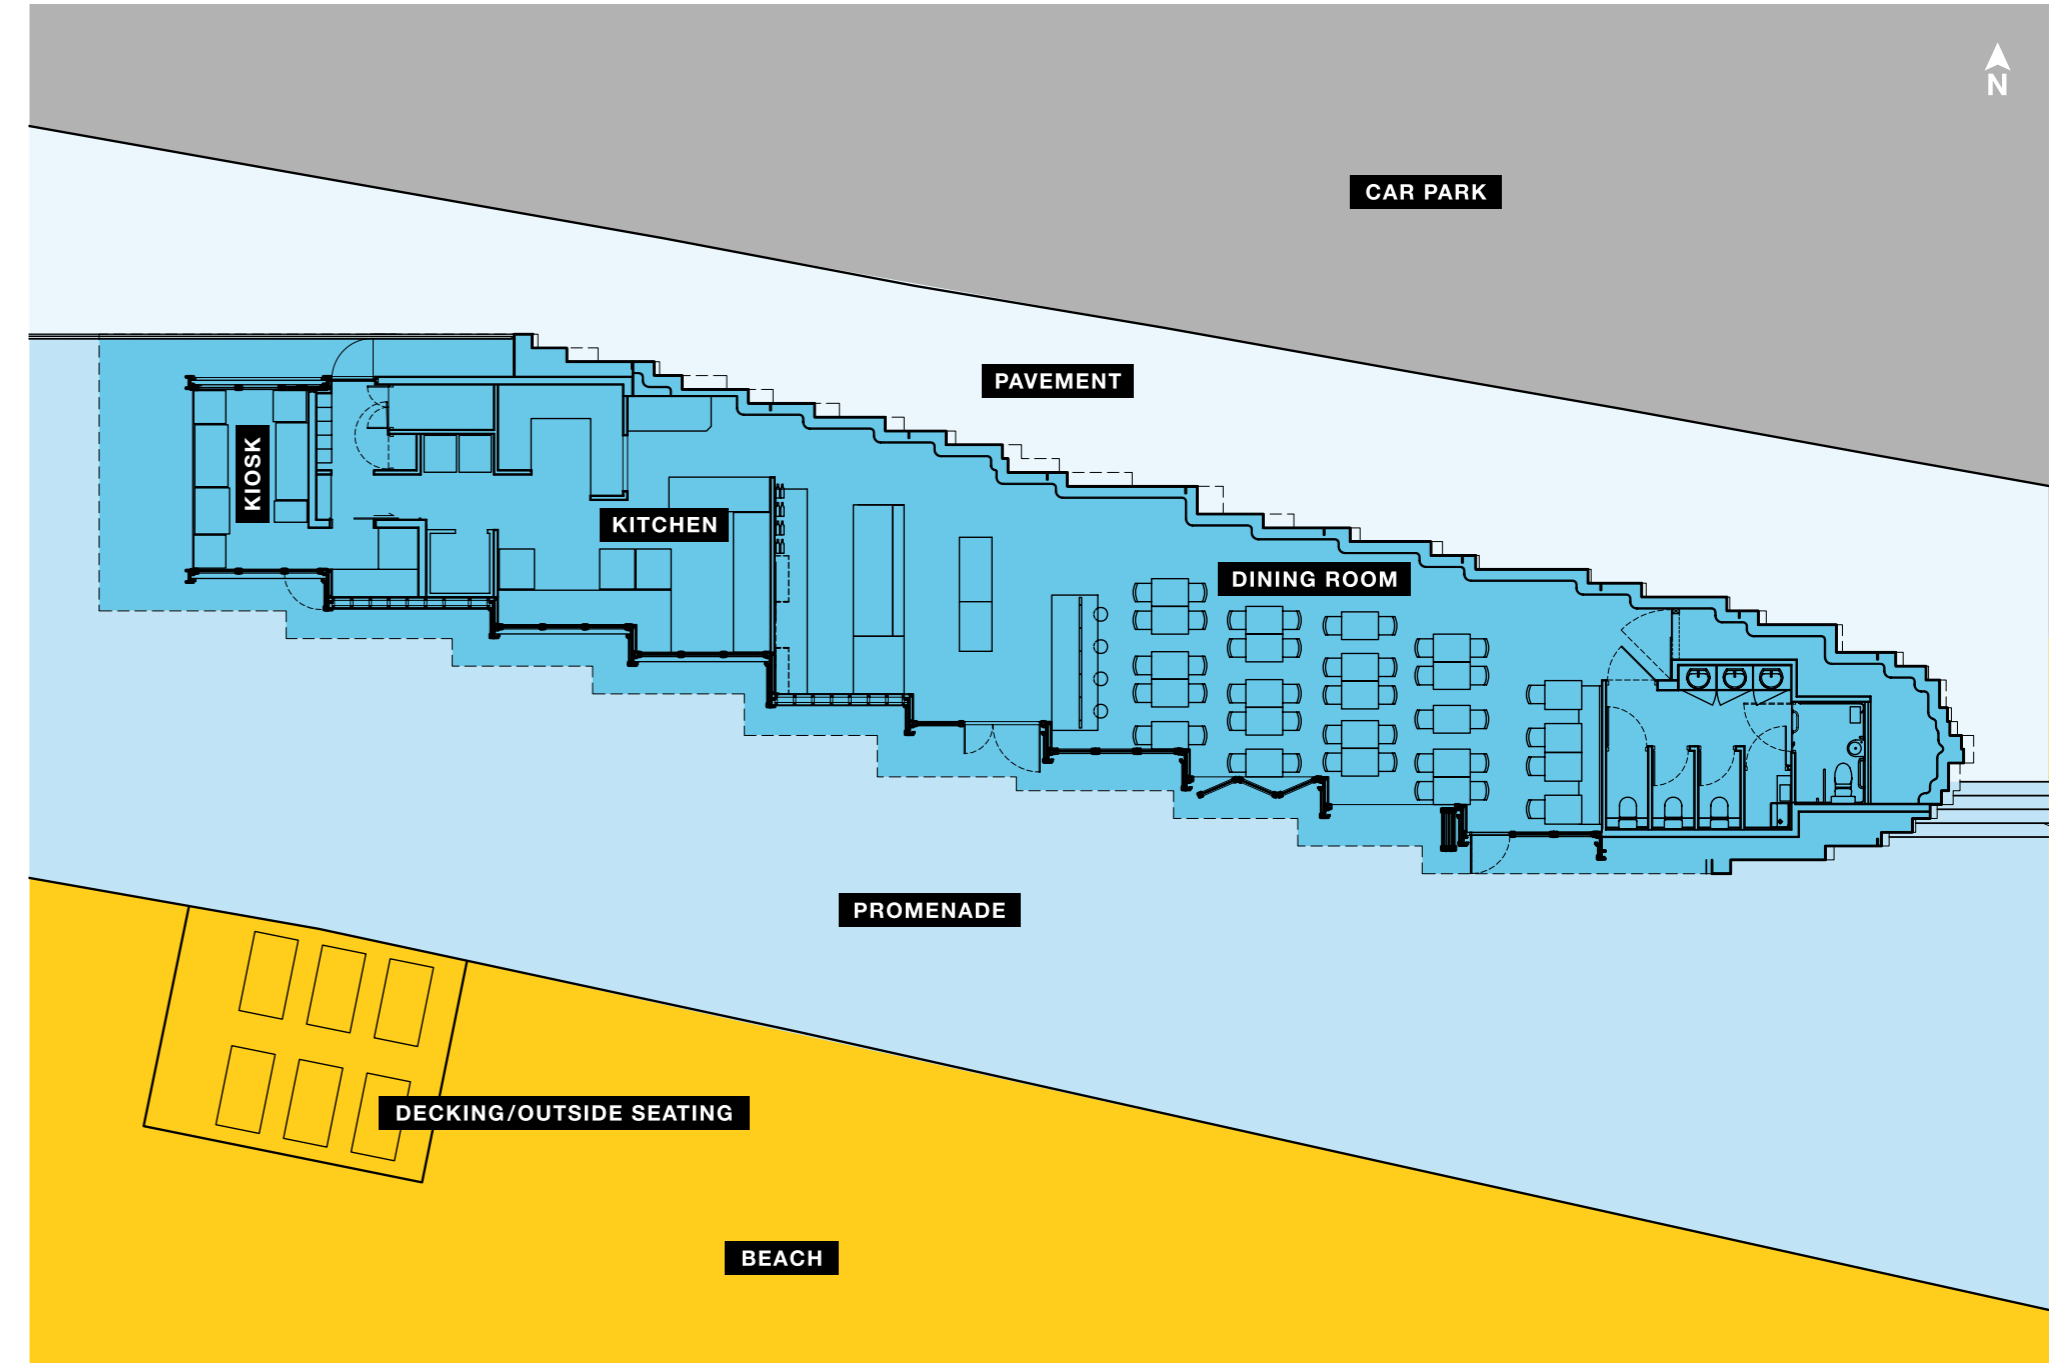 N
CAR PARK
PAVEMENT
KIOSK
KITCHEN
DINING ROOM
PROMENADE
DECKING/OUTSIDE SEATING
BEACH